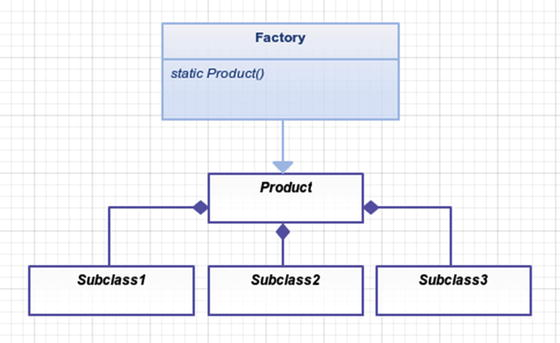 Factory
static Product()
Product
Subclass1
Subclass2
Subclass3